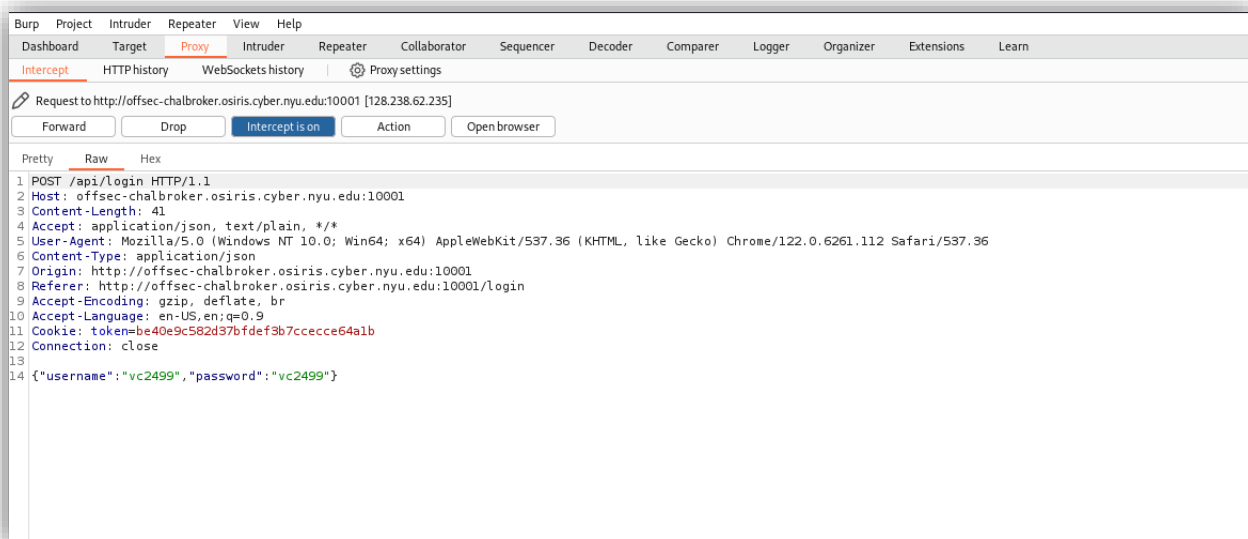 Burp Project Intruder Repeater View Help
Dashboard Target Proxy Intruder Repeater Collaborator Sequencer Decoder Comparer Logger Organizer Extensions Learn
Intercept HTTP history WebSockets history Proxy settings
Request to http://offsec-chalbroker.osiris.cyber.nyu.edu:10001 [128.238.62.235]
Forward Drop Intercept is on Action Open browser
Pretty Raw Hex
1 POST /api/login HTTP/1.1
2 Host: offsec-chalbroker.osiris.cyber.nyu.edu:10001
3 Content-Length: 41
4 Accept: application/json, text/plain, */*
5 User-Agent: Mozilla/5.0 (Windows NT 10.0; Win64; x64) AppleWebKit/537.36 (KHTML, like Gecko) Chrome/122.0.6261.112 Safari/537.36
6 Content-Type: application/json
7 Origin: http://offsec-chalbroker.osiris.cyber.nyu.edu:10001
8 Referer: http://offsec-chalbroker.osiris.cyber.nyu.edu:10001/login
9 Accept-Encoding: gzip, deflate, br
10 Accept-Language: en-US,en;q=0.9
11 Cookie: token=be40e9c582d37bfdef3b7ccecce64a1b
12 Connection: close
13
14 {"username":"vc2499","password":"vc2499"}